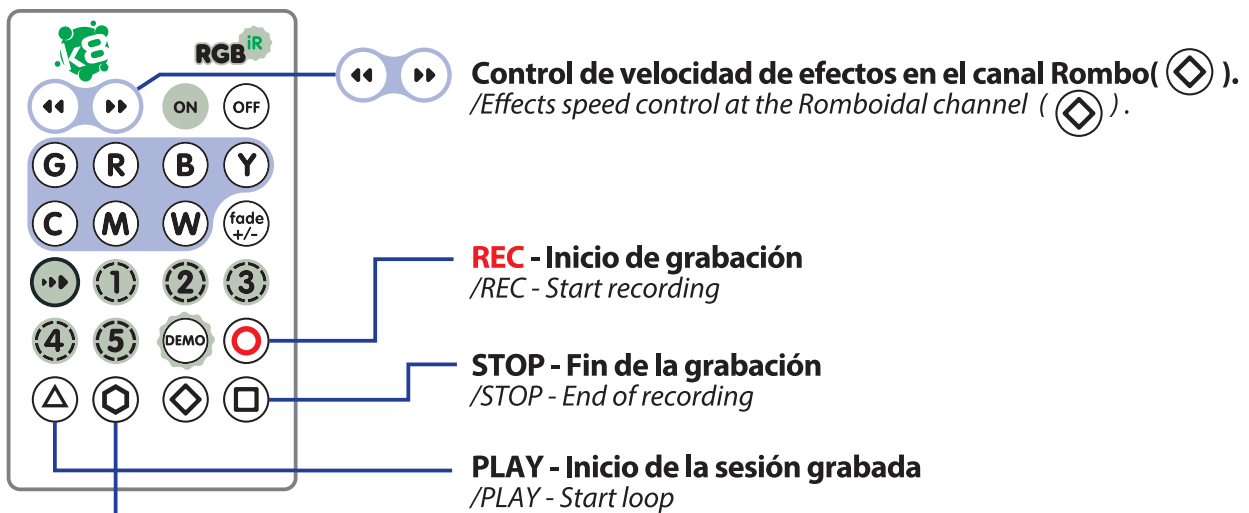 k8
RGB iR
ON OFF
G R B Y
C M W fade +/-
1 2 3
4 5 DEMO
Control de velocidad de efectos en el canal Rombo( ).
/Effects speed control at the Romboidal channel ( ) .
REC - Inicio de grabación
/REC - Start recording
STOP - Fin de la grabación
/STOP - End of recording
PLAY - Inicio de la sesión grabada
/PLAY - Start loop